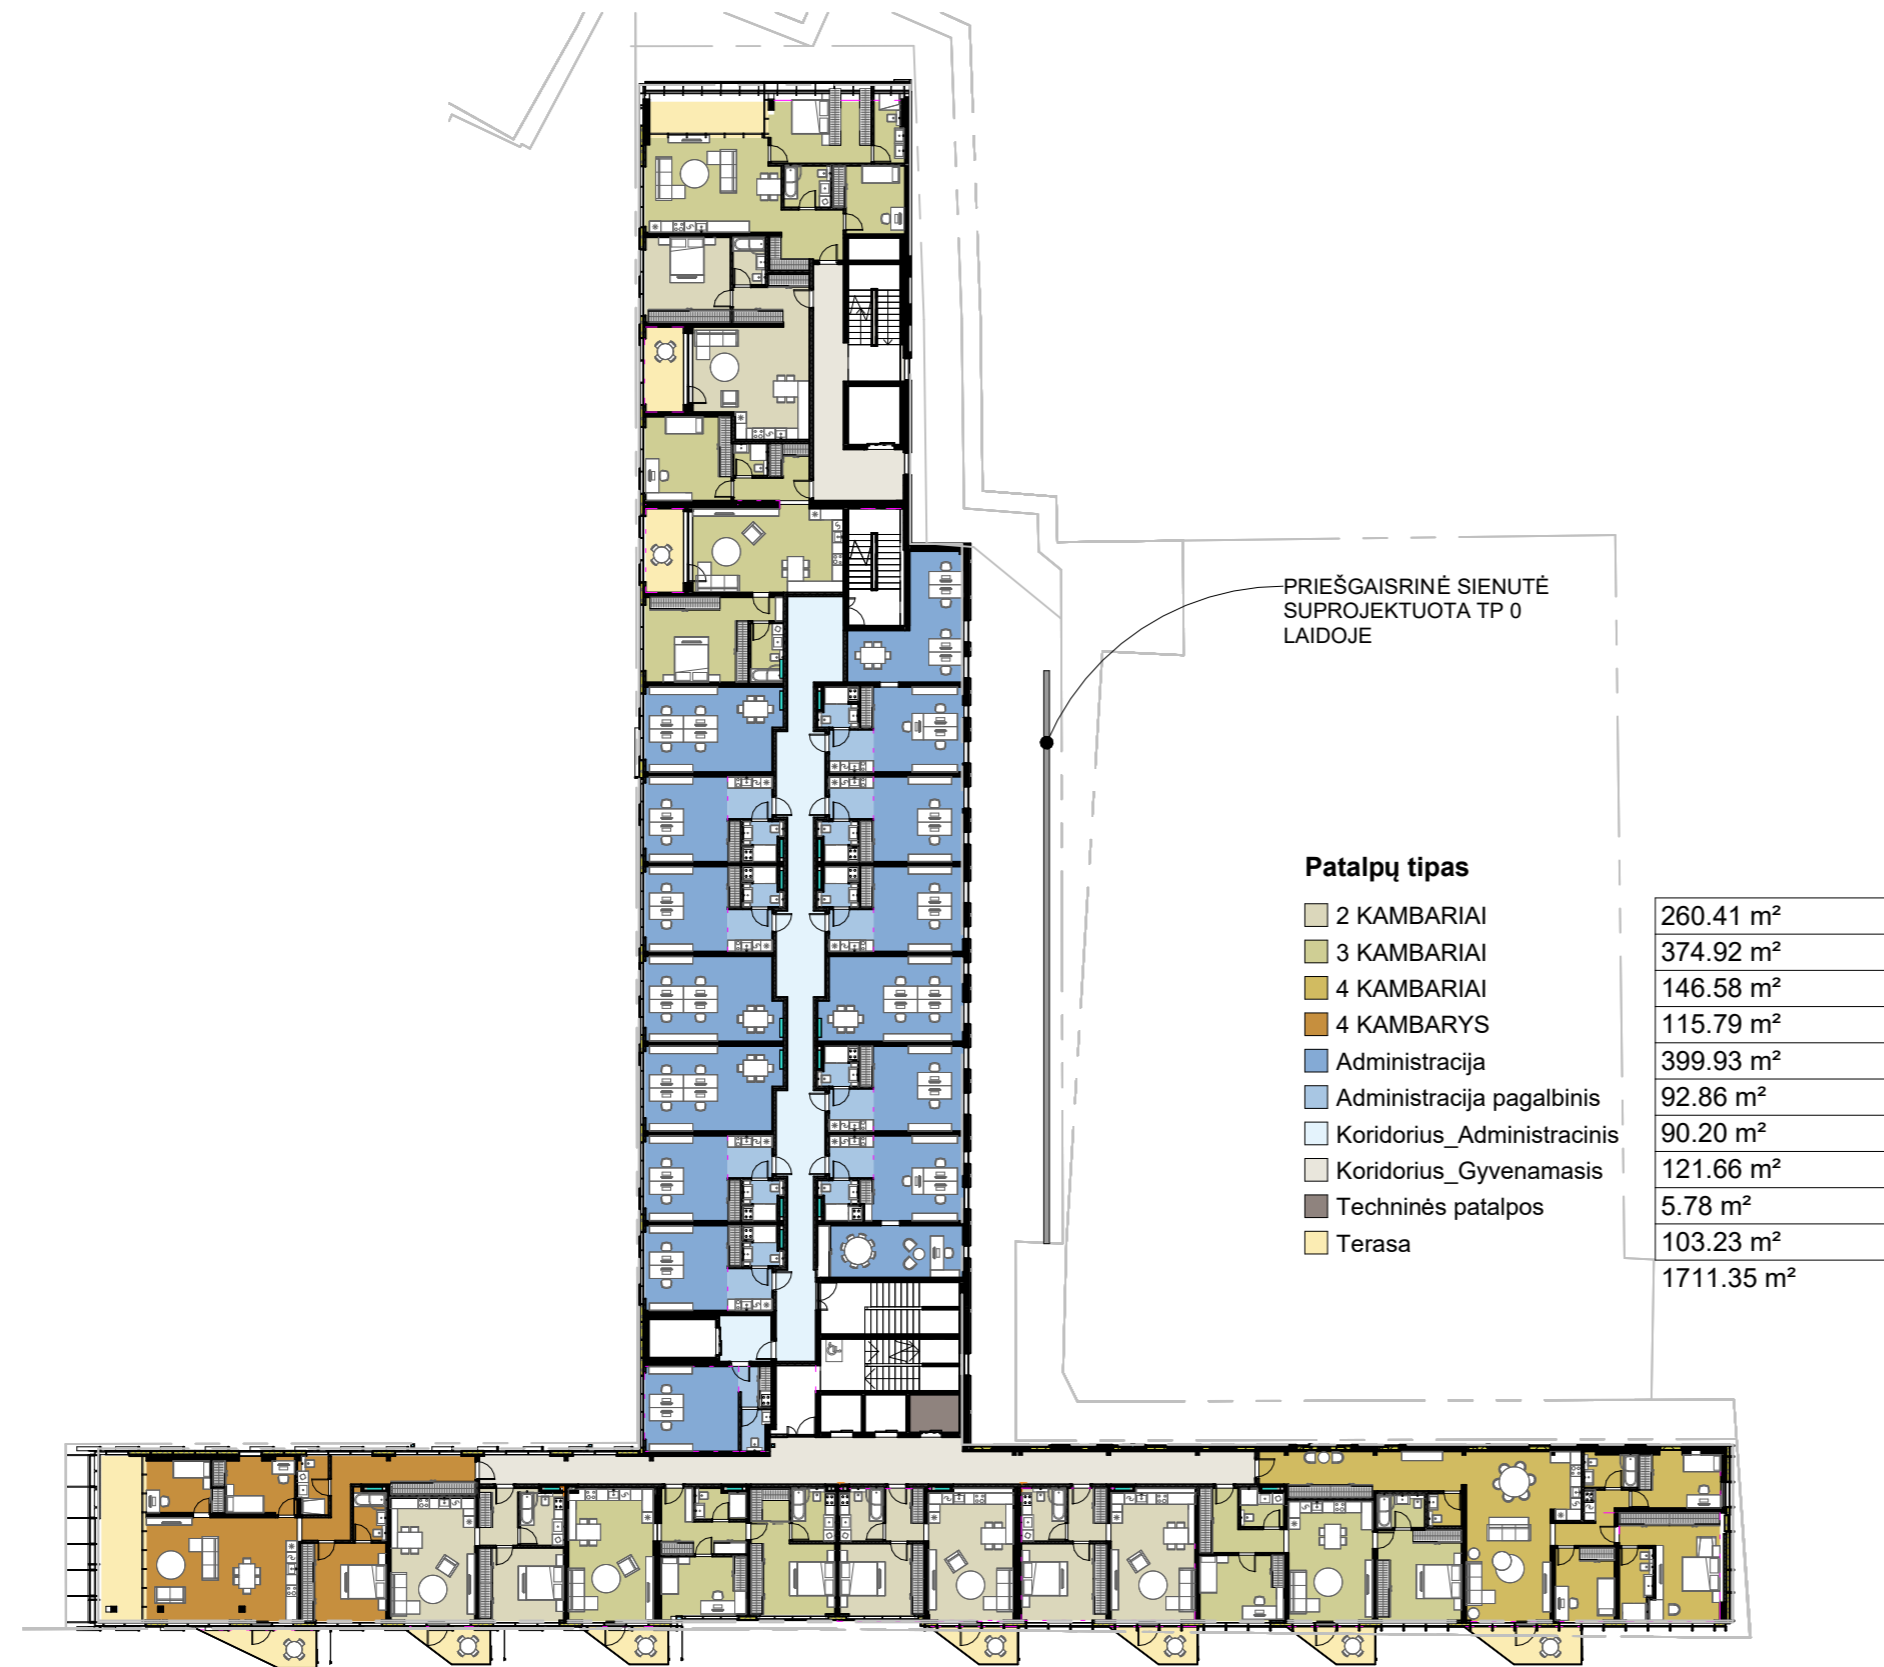 PRIEŠGAISRINĖ SIENUTĖ
SUPROJEKTUOTA TP 0
LAIDOJE
Patalpų tipas
2 KAMBARIAI 260.41 m²
3 KAMBARIAI 374.92 m²
4 KAMBARIAI 146.58 m²
4 KAMBARYS 115.79 m²
Administracija 399.93 m²
Administracija pagalbinis 92.86 m²
Koridorius_Administracinis 90.20 m²
Koridorius_Gyvenamasis 121.66 m²
Techninės patalpos 5.78 m²
Terasa 103.23 m²
1711.35 m²